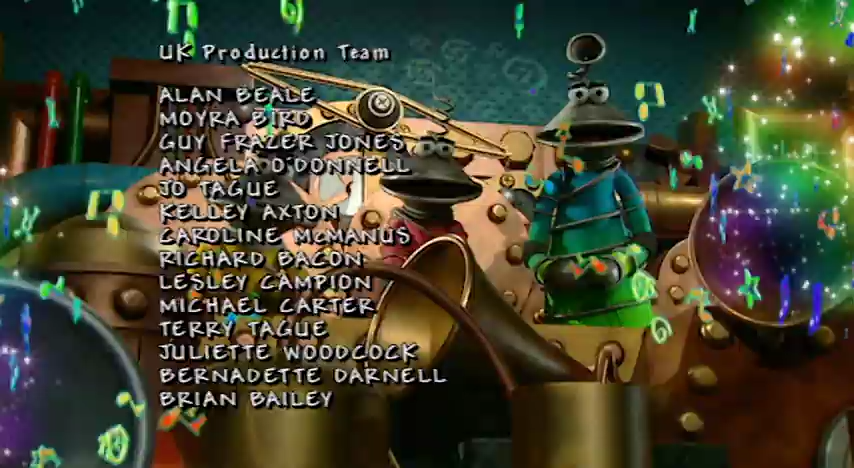 UK Production Team
ALAN BEALE
MOYRA BIRD
GUY FRAZER JONES
ANGELA O'DONNELL
JO TAGUE
KELLEY AXTON
CAROLINE McMANUS
RICHARD BACON
LESLEY CAMPION
MICHAEL CARTER
TERRY TAGUE
JULIETTE WOODCOCK
BERNADETTE DARNELL
BRIAN BAILEY